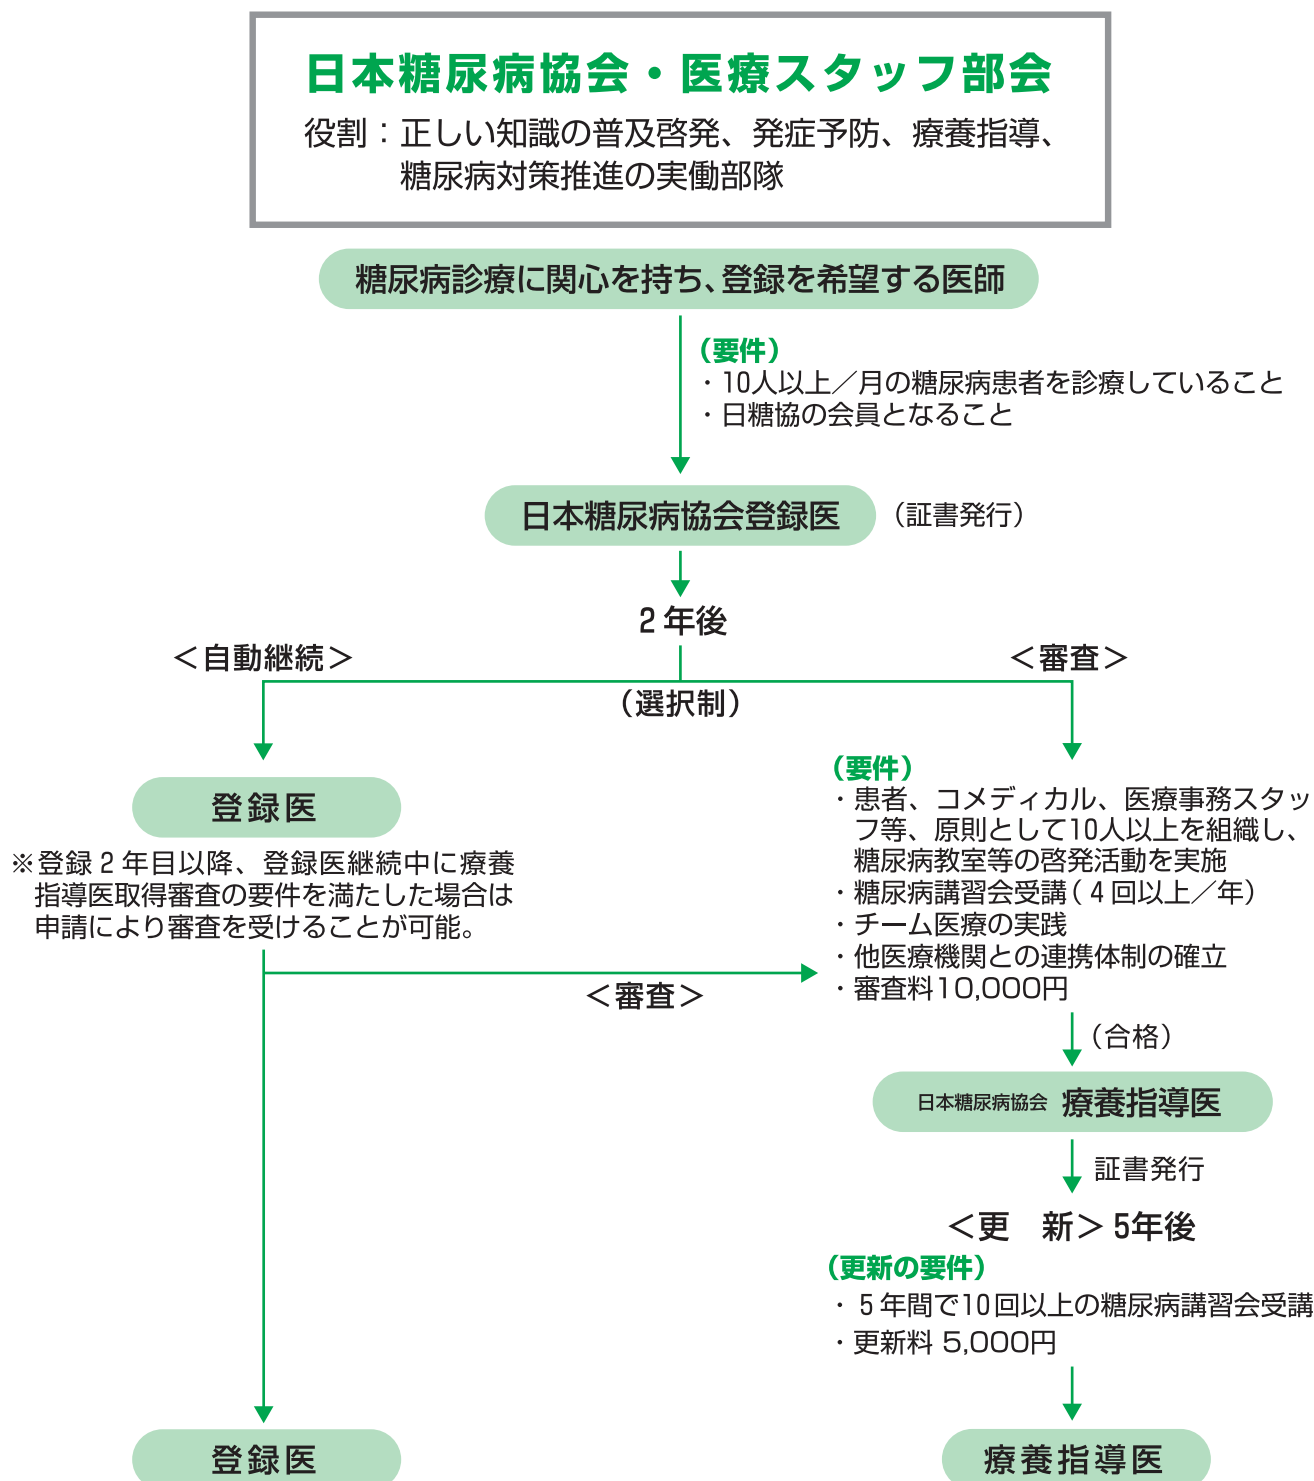 日本糖尿病協会・医療スタッフ部会
役割：正しい知識の普及啓発、発症予防、療養指導、
糖尿病対策推進の実働部隊
糖尿病診療に関心を持ち、登録を希望する医師
（要件）
・10人以上／月の糖尿病患者を診療していること
・日糖協の会員となること
日本糖尿病協会登録医 （証書発行）
2年後
＜自動継続＞
＜審査＞
（選択制）
登録医
※登録2年目以降、登録医継続中に療養
指導医取得審査の要件を満たした場合は
申請により審査を受けることが可能。
＜審査＞
（要件）
・患者、コメディカル、医療事務スタッ
フ等、原則として10人以上を組織し、
糖尿病教室等の啓発活動を実施
・糖尿病講習会受講（4回以上／年）
・チーム医療の実践
・他医療機関との連携体制の確立
・審査料10,000円
（合格）
日本糖尿病協会 療養指導医
証書発行
＜更　新＞5年後
（更新の要件）
・5年間で10回以上の糖尿病講習会受講
・更新料 5,000円
登録医
療養指導医